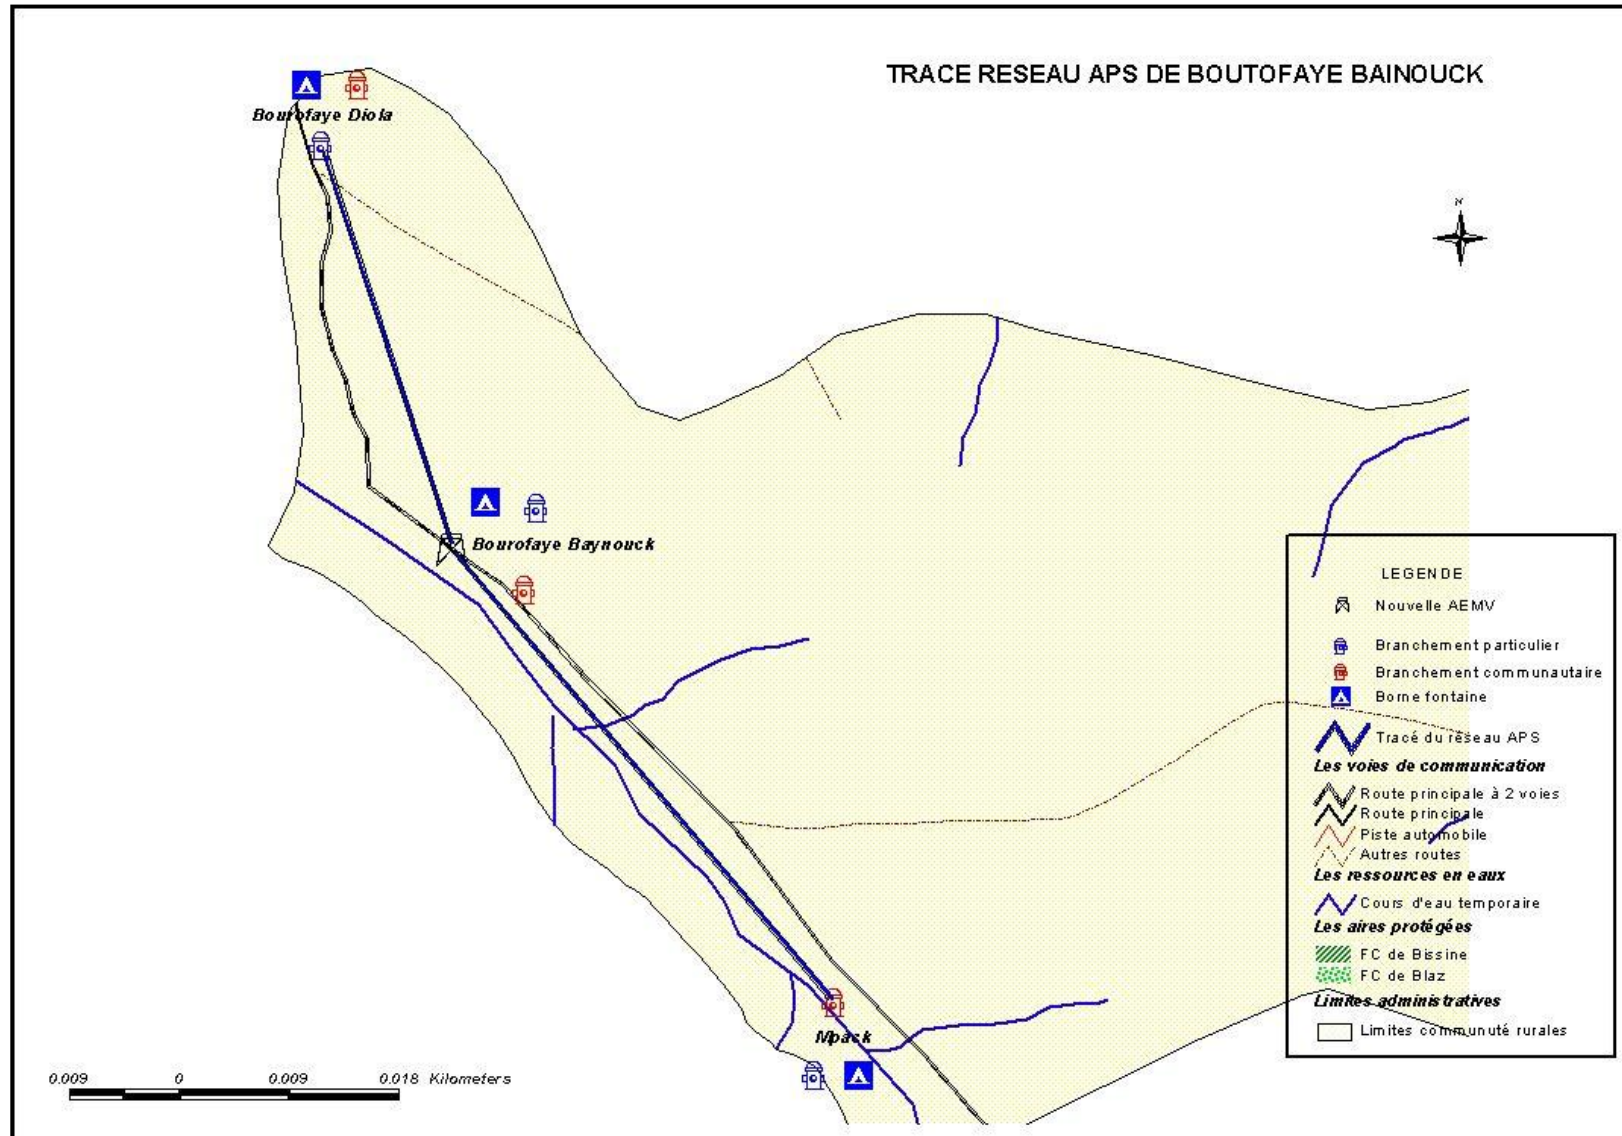 TRACE RESEAU APS DE BOUTOFAYE BAINOUCK
Bourofaye Diola
N
Bourofaye Baynouck
Mpack
LEGENDE
Nouvelle AEMV
Branchement particulier
Branchement communautaire
Borne fontaine
Tracé du réseau APS
Les voies de communication
Route principale à 2 voies
Route principale
Piste automobile
Autres routes
Les ressources en eaux
Cours d'eau temporaire
Les aires protégées
FC de Bissine
FC de Blaz
Limites administratives
Limites communuté rurales
0.009 0 0.009 0.018 Kilometers